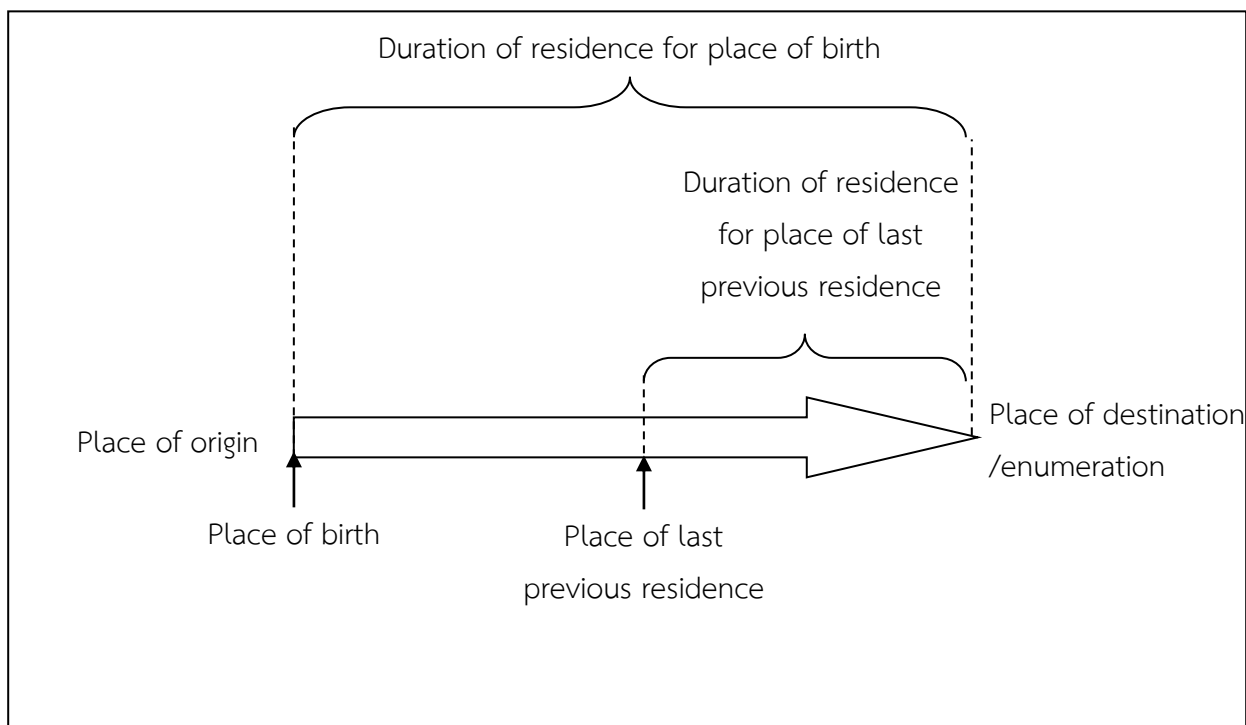 Duration of residence for place of birth
Duration of residence
for place of last
previous residence
Place of origin
Place of destination
/enumeration
Place of birth
Place of last
previous residence